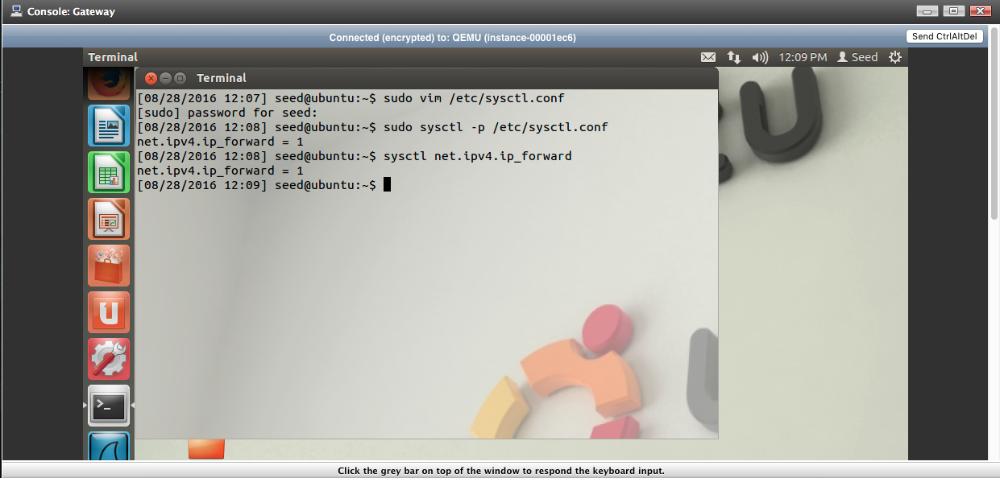 Console: Gateway
Connected (encrypted) to: QEMU (instance-00001ec6)
Send CtrlAltDel
Terminal
12:09 PM
Seed
Terminal
[08/28/2016 12:07] seed@ubuntu:~$ sudo vim /etc/sysctl.conf
[sudo] password for seed:
[08/28/2016 12:08] seed@ubuntu:~$ sudo sysctl -p /etc/sysctl.conf
net.ipv4.ip_forward = 1
[08/28/2016 12:08] seed@ubuntu:~$ sysctl net.ipv4.ip_forward
net.ipv4.ip_forward = 1
[08/28/2016 12:09] seed@ubuntu:~$
Click the grey bar on top of the window to respond the keyboard input.